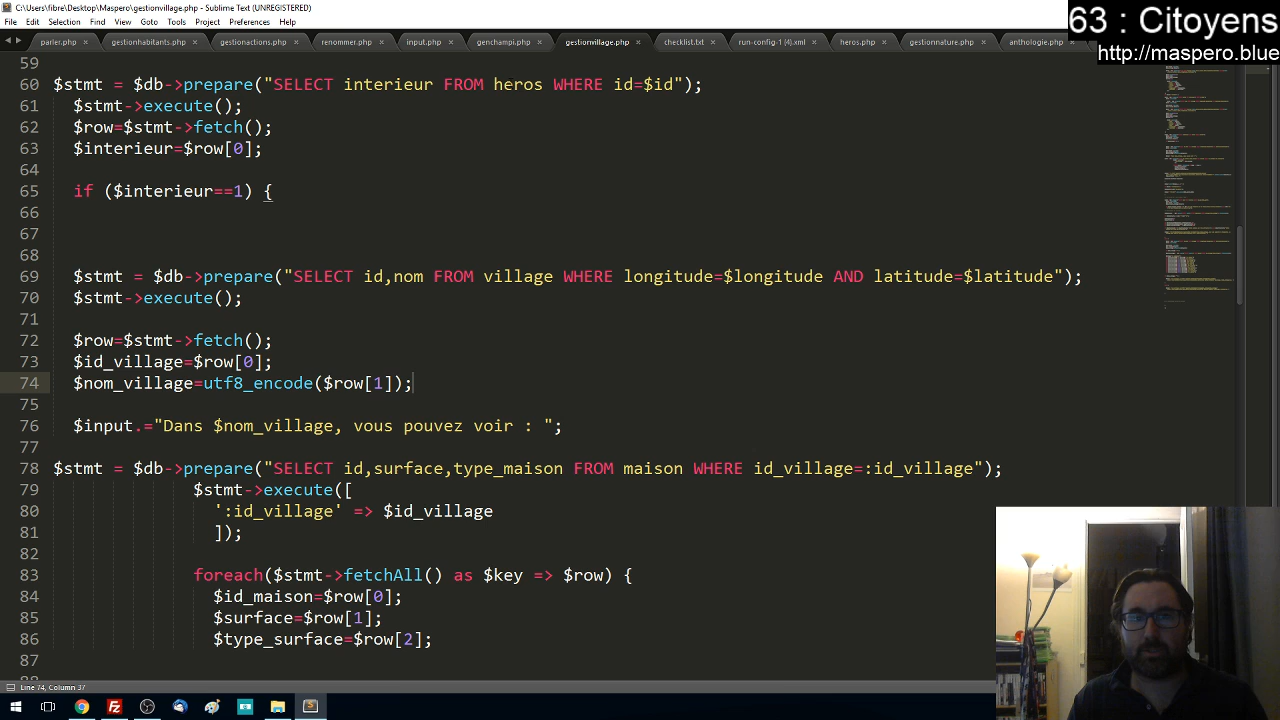 C:\Users\fibre\Desktop\Maspero\gestionvillage.php - Sublime Text (UNREGISTERED)
63 : Citoyens
http://maspero.blue
File Edit Selection Find View Goto Tools Project Preferences Help
parler.php gestionhabitants.php gestionactions.php renommer.php input.php genchampi.php gestionvillage.php checklist.txt run-config-1 (4).xml heros.php gestionnature.php anthologie.php
59
60 $stmt = $db->prepare("SELECT interieur FROM heros WHERE id=$id");
61 $stmt->execute();
62 $row=$stmt->fetch();
63 $interieur=$row[0];
64
65 if ($interieur==1) {
66
67
68
69 $stmt = $db->prepare("SELECT id,nom FROM village WHERE longitude=$longitude AND latitude=$latitude");
70 $stmt->execute();
71
72 $row=$stmt->fetch();
73 $id_village=$row[0];
74 $nom_village=utf8_encode($row[1]);
75
76 $input.="Dans $nom_village, vous pouvez voir : ";
77
78 $stmt = $db->prepare("SELECT id,surface,type_maison FROM maison WHERE id_village=:id_village");
79 $stmt->execute([
80 ':id_village' => $id_village
81 ]);
82
83 foreach($stmt->fetchAll() as $key => $row) {
84 $id_maison=$row[0];
85 $surface=$row[1];
86 $type_surface=$row[2];
87
Line 74, Column 37